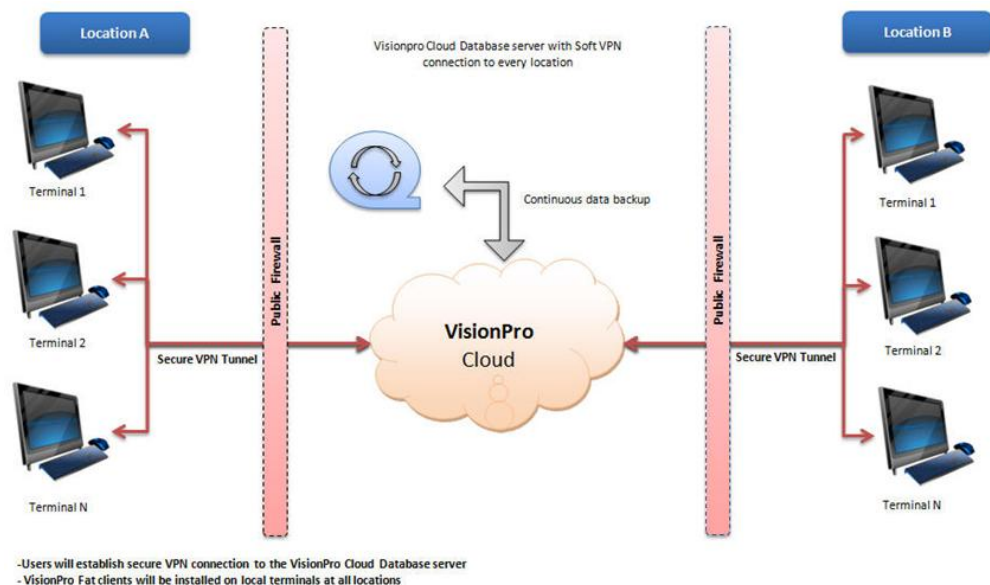 Location A
Location B
Visionpro Cloud Database server with Soft VPN
connection to every location
Terminal 1
Terminal 1
Continuous data backup
Public Firewall
Public Firewall
VisionPro
Cloud
Terminal 2
Terminal 2
Secure VPN Tunnel
Secure VPN Tunnel
Terminal N
Terminal N
-Users will establish secure VPN connection to the VisionPro Cloud Database server
- VisionPro Fat clients will be installed on local terminals at all locations